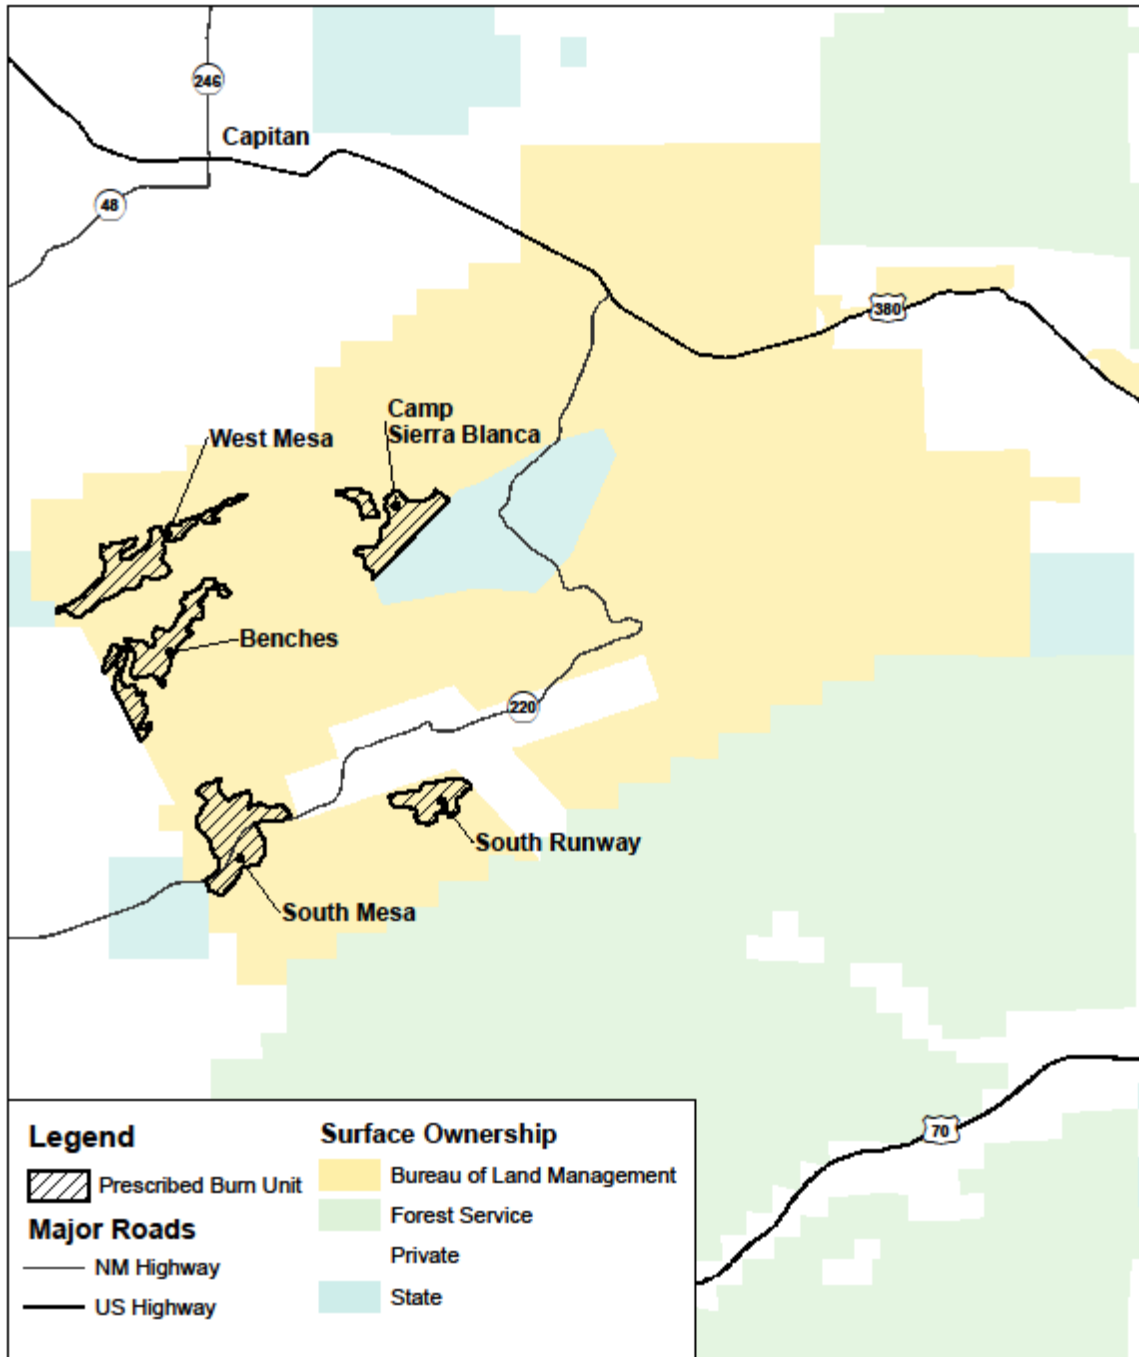 246
Capitan
48
380
Camp
Sierra Blanca
West Mesa
Benches
220
South Runway
South Mesa
70
Legend
Prescribed Burn Unit
Major Roads
NM Highway
US Highway
Surface Ownership
Bureau of Land Management
Forest Service
Private
State